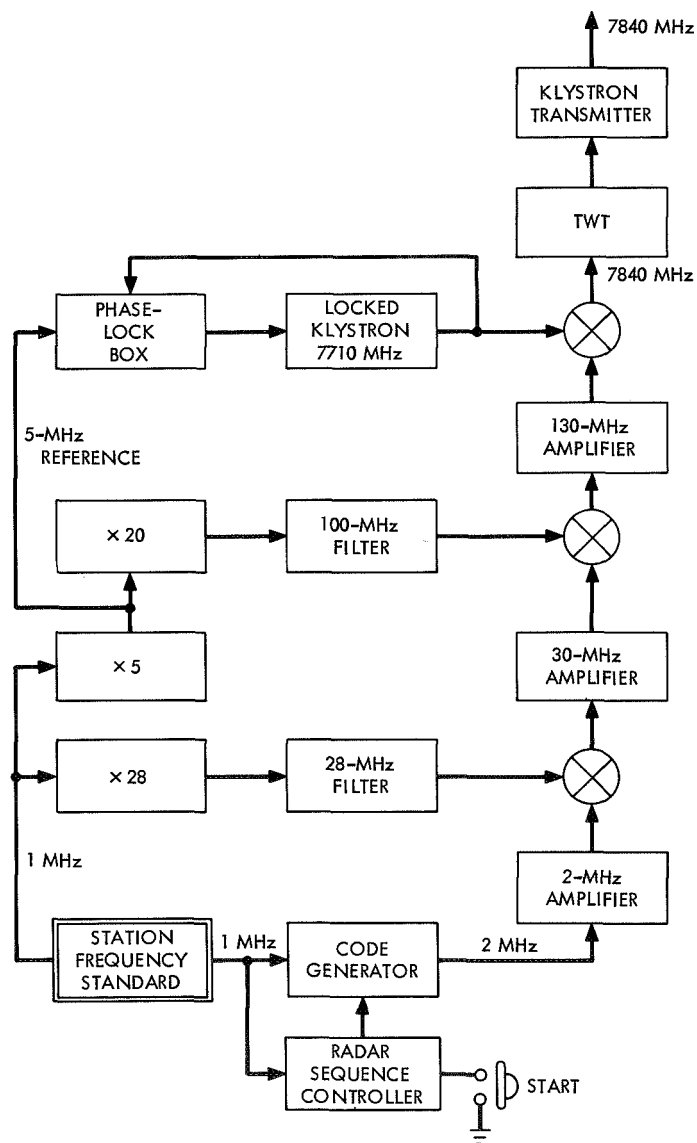 7840 MHz
KLYSTRON
TRANSMITTER
TWT
7840 MHz
PHASE-
LOCK
BOX
LOCKED
KLYSTRON
7710 MHz
5-MHz
REFERENCE
130-MHz
AMPLIFIER
× 20
100-MHz
FILTER
× 5
30-MHz
AMPLIFIER
× 28
28-MHz
FILTER
1 MHz
2-MHz
AMPLIFIER
STATION
FREQUENCY
STANDARD
1 MHz
CODE
GENERATOR
2 MHz
RADAR
SEQUENCE
CONTROLLER
START